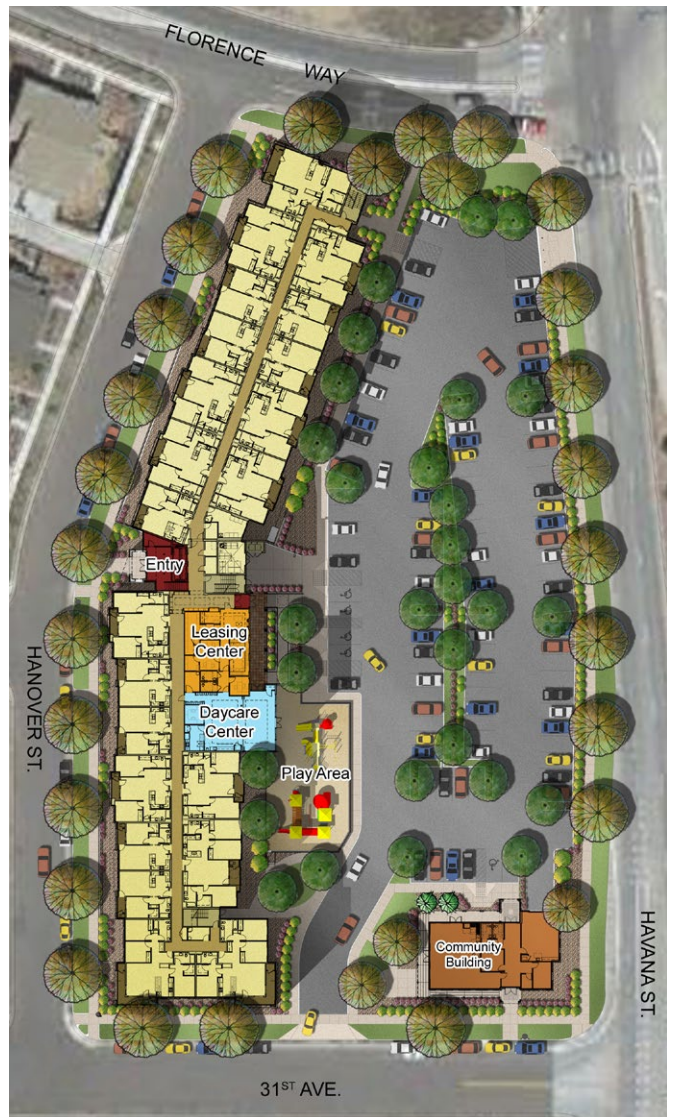 FLORENCE WAY
Entry
Leasing
Center
Daycare
Center
Play Area
HANOVER ST.
Community
Building
HAVANA ST.
31ST AVE.